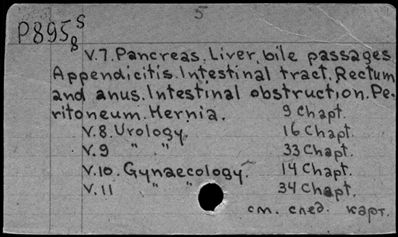 5
P895 S
8
V.7. Pancreas. Liver, bile passages
Appendicitis. Intestinal tract. Rectum
and anus. Intestinal obstruction. Pe-
ritoneum. Hernia. 9 Chapt.
V.8. Urology. 16 Chapt.
V.9 " " 33 Chapt.
V.10. Gynaecology. 14 Chapt.
V.11 " " 34 Chapt.
см. след. карт.